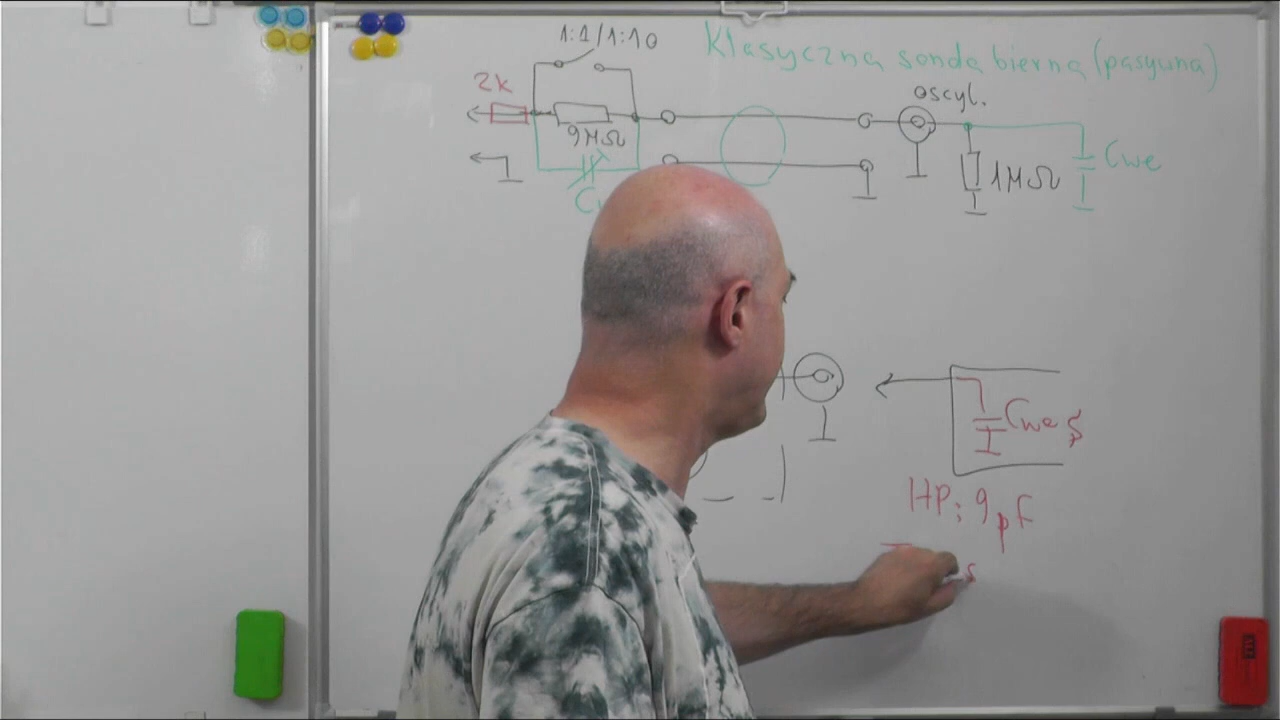 1:1/1:10
Klasyczna sonda bierna (pasywna)
2k
oscyl.
9MΩ
1MΩ
Cwe
Cwe
HP: 9pF